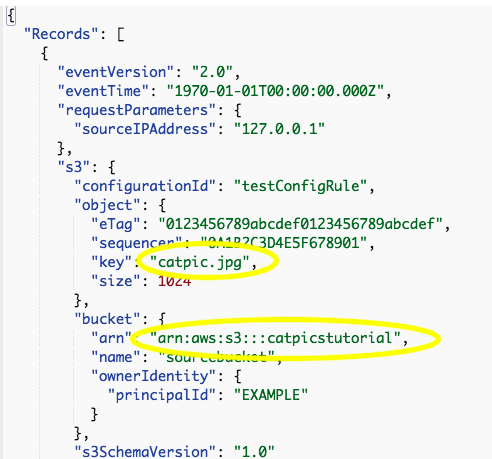 {
"Records": [
{
"eventVersion": "2.0",
"eventTime": "1970-01-01T00:00:00.000Z",
"requestParameters": {
"sourceIPAddress": "127.0.0.1"
},
"s3": {
"configurationId": "testConfigRule",
"object": {
"eTag": "0123456789abcdef0123456789abcdef",
"sequencer": "0A1B2C3D4E5F678901",
"key": "catpic.jpg",
"size": 1024
},
"bucket": {
"arn": "arn:aws:s3:::catpicstutorial",
"name": "sourcebucket",
"ownerIdentity": {
"principalId": "EXAMPLE"
}
},
"s3SchemaVersion": "1.0"